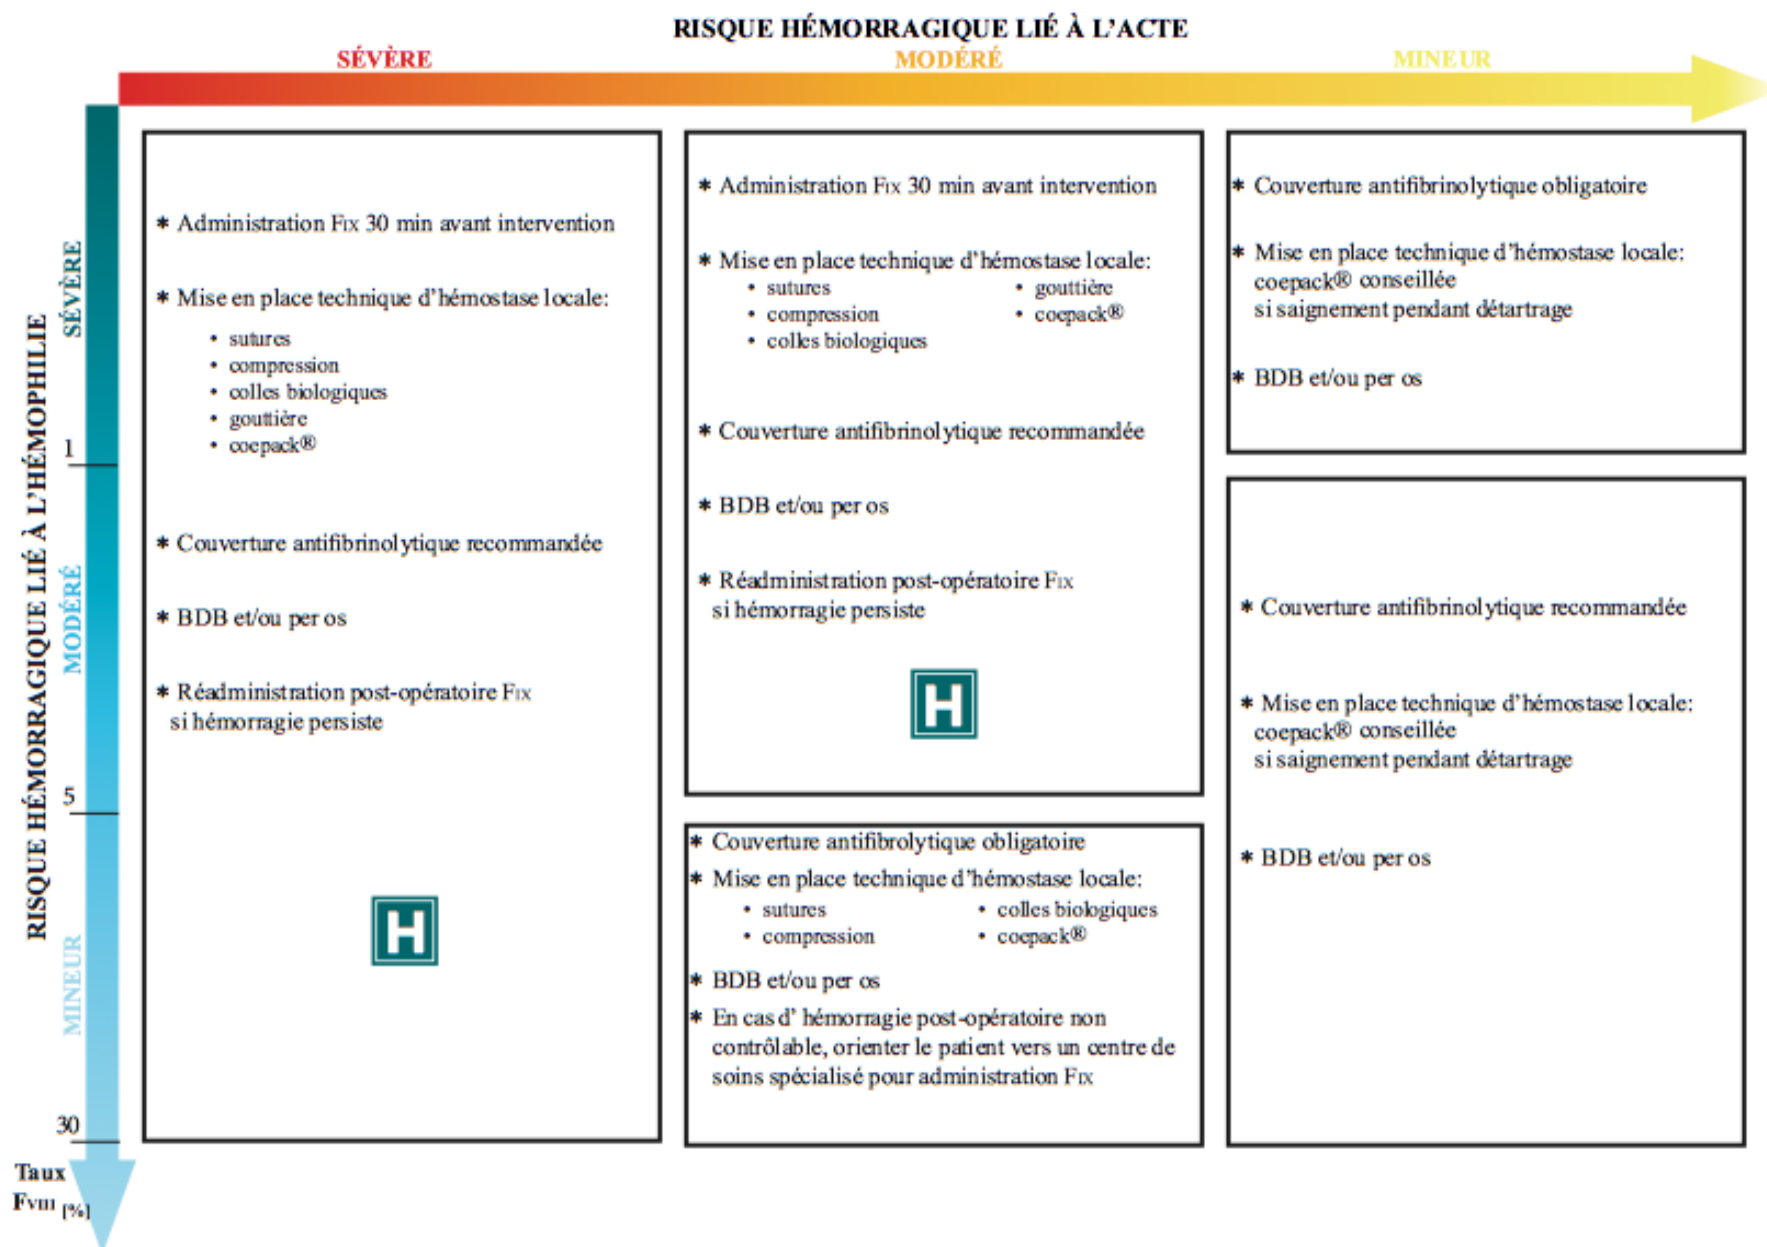 RISQUE HÉMORRAGIQUE LIÉ À L'ACTE
SÉVÈRE
MODÉRÉ
MINEUR
RISQUE HÉMORRAGIQUE LIÉ À L'HÉMOPHILIE
SÉVÈRE
1
MODÉRÉ
5
MINEUR
30
Taux
FVIII [%]
* Administration FIX 30 min avant intervention
* Mise en place technique d'hémostase locale:
• sutures
• compression
• colles biologiques
• gouttière
• coepack®
* Couverture antifibrinolytique recommandée
* BDB et/ou per os
* Réadministration post-opératoire FIX
si hémorragie persiste
H
* Administration FIX 30 min avant intervention
* Mise en place technique d'hémostase locale:
• sutures • gouttière
• compression • coepack®
• colles biologiques
* Couverture antifibrinolytique recommandée
* BDB et/ou per os
* Réadministration post-opératoire FIX
si hémorragie persiste
H
* Couverture antifibrolytique obligatoire
* Mise en place technique d'hémostase locale:
• sutures • colles biologiques
• compression • coepack®
* BDB et/ou per os
* En cas d' hémorragie post-opératoire non
contrôlable, orienter le patient vers un centre de
soins spécialisé pour administration FIX
* Couverture antifibrinolytique obligatoire
* Mise en place technique d'hémostase locale:
coepack® conseillée
si saignement pendant détartrage
* BDB et/ou per os
* Couverture antifibrinolytique recommandée
* Mise en place technique d'hémostase locale:
coepack® conseillée
si saignement pendant détartrage
* BDB et/ou per os